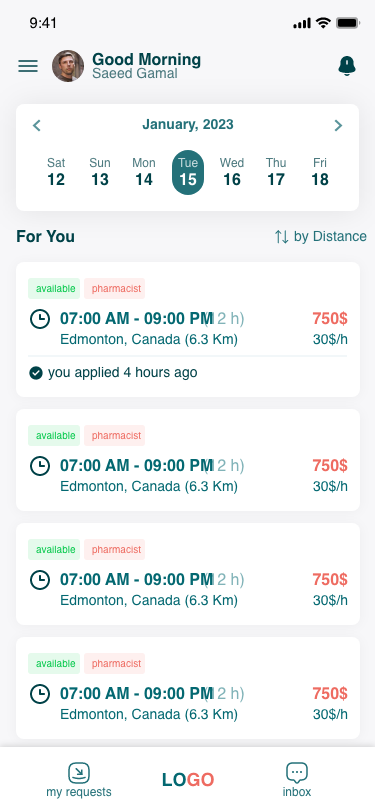 9:41
Good Morning
Saeed Gamal
January, 2023
Sat Sun Mon Tue Wed Thu Fri
12 13 14 15 16 17 18
For You by Distance
available pharmacist
07:00 AM - 09:00 PM 2 h) 750$
Edmonton, Canada (6.3 Km) 30$/h
you applied 4 hours ago
available pharmacist
07:00 AM - 09:00 PM 2 h) 750$
Edmonton, Canada (6.3 Km) 30$/h
available pharmacist
07:00 AM - 09:00 PM 2 h) 750$
Edmonton, Canada (6.3 Km) 30$/h
available pharmacist
07:00 AM - 09:00 PM 2 h) 750$
Edmonton, Canada (6.3 Km) 30$/h
LOGO
my requests inbox